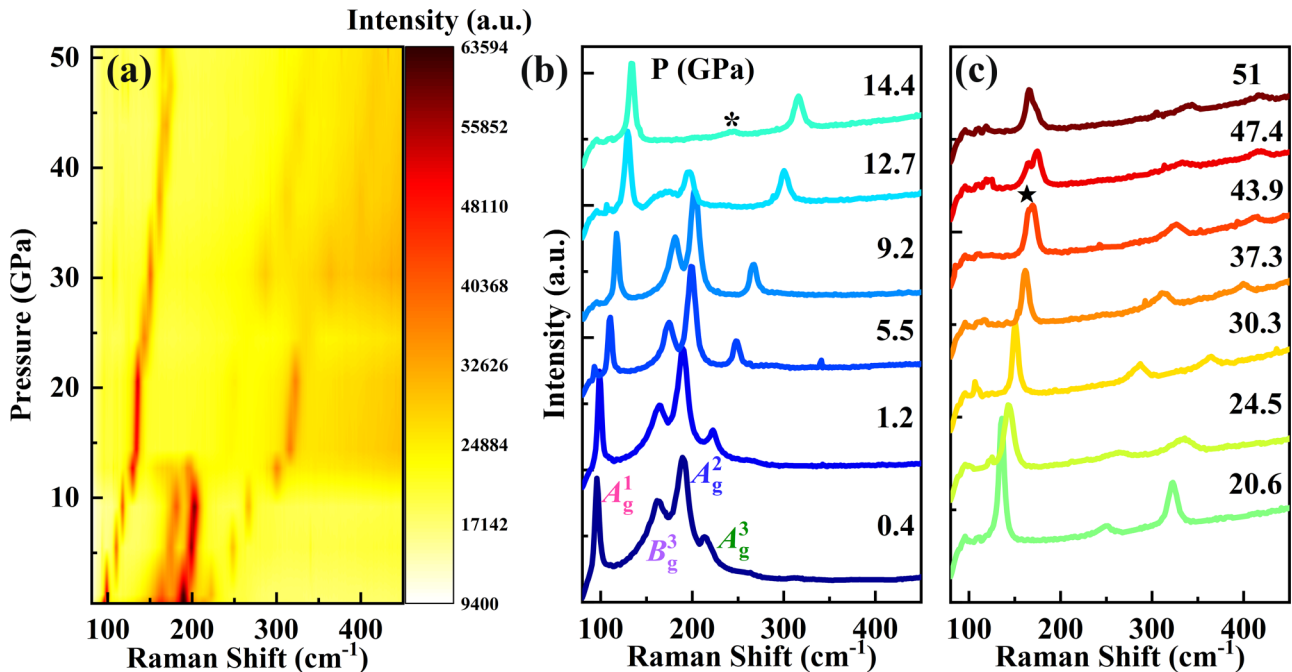 Intensity (a.u.)
(a)
Pressure (GPa)
50
40
30
20
10
100
200
300
400
Raman Shift (cm-1)
63594
55852
48110
40368
32626
24884
17142
9400
(b)
P (GPa)
Intensity (a.u.)
14.4
*
12.7
9.2
5.5
1.2
0.4
A1g
B3g
A2g
A3g
100
200
300
400
Raman Shift (cm-1)
(c)
51
47.4
★
43.9
37.3
30.3
24.5
20.6
100
200
300
400
Raman Shift (cm-1)